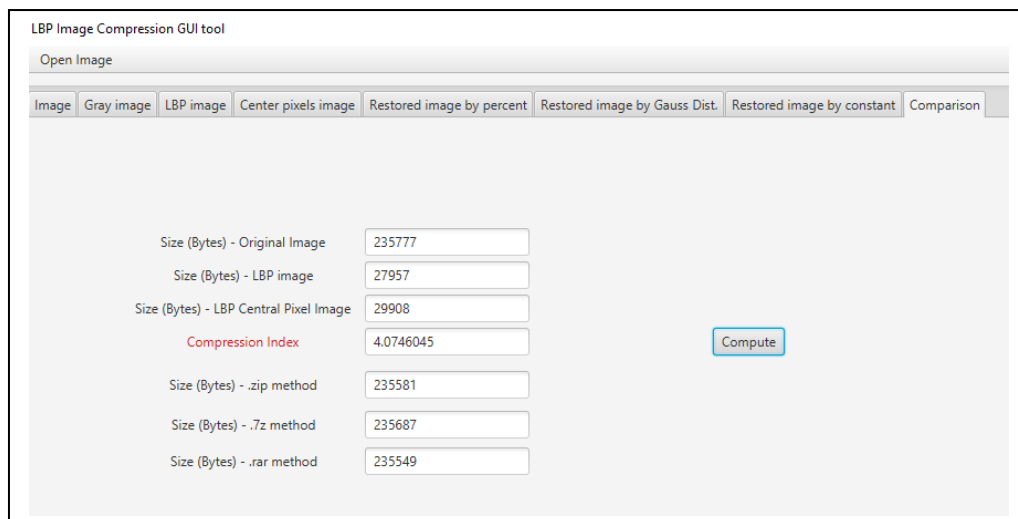 LBP Image Compression GUI tool
Open Image
Image Gray image LBP image Center pixels image Restored image by percent Restored image by Gauss Dist. Restored image by constant Comparison
Size (Bytes) - Original Image 235777
Size (Bytes) - LBP image 27957
Size (Bytes) - LBP Central Pixel Image 29908
Compression Index 4.0746045 Compute
Size (Bytes) - .zip method 235581
Size (Bytes) - .7z method 235687
Size (Bytes) - .rar method 235549